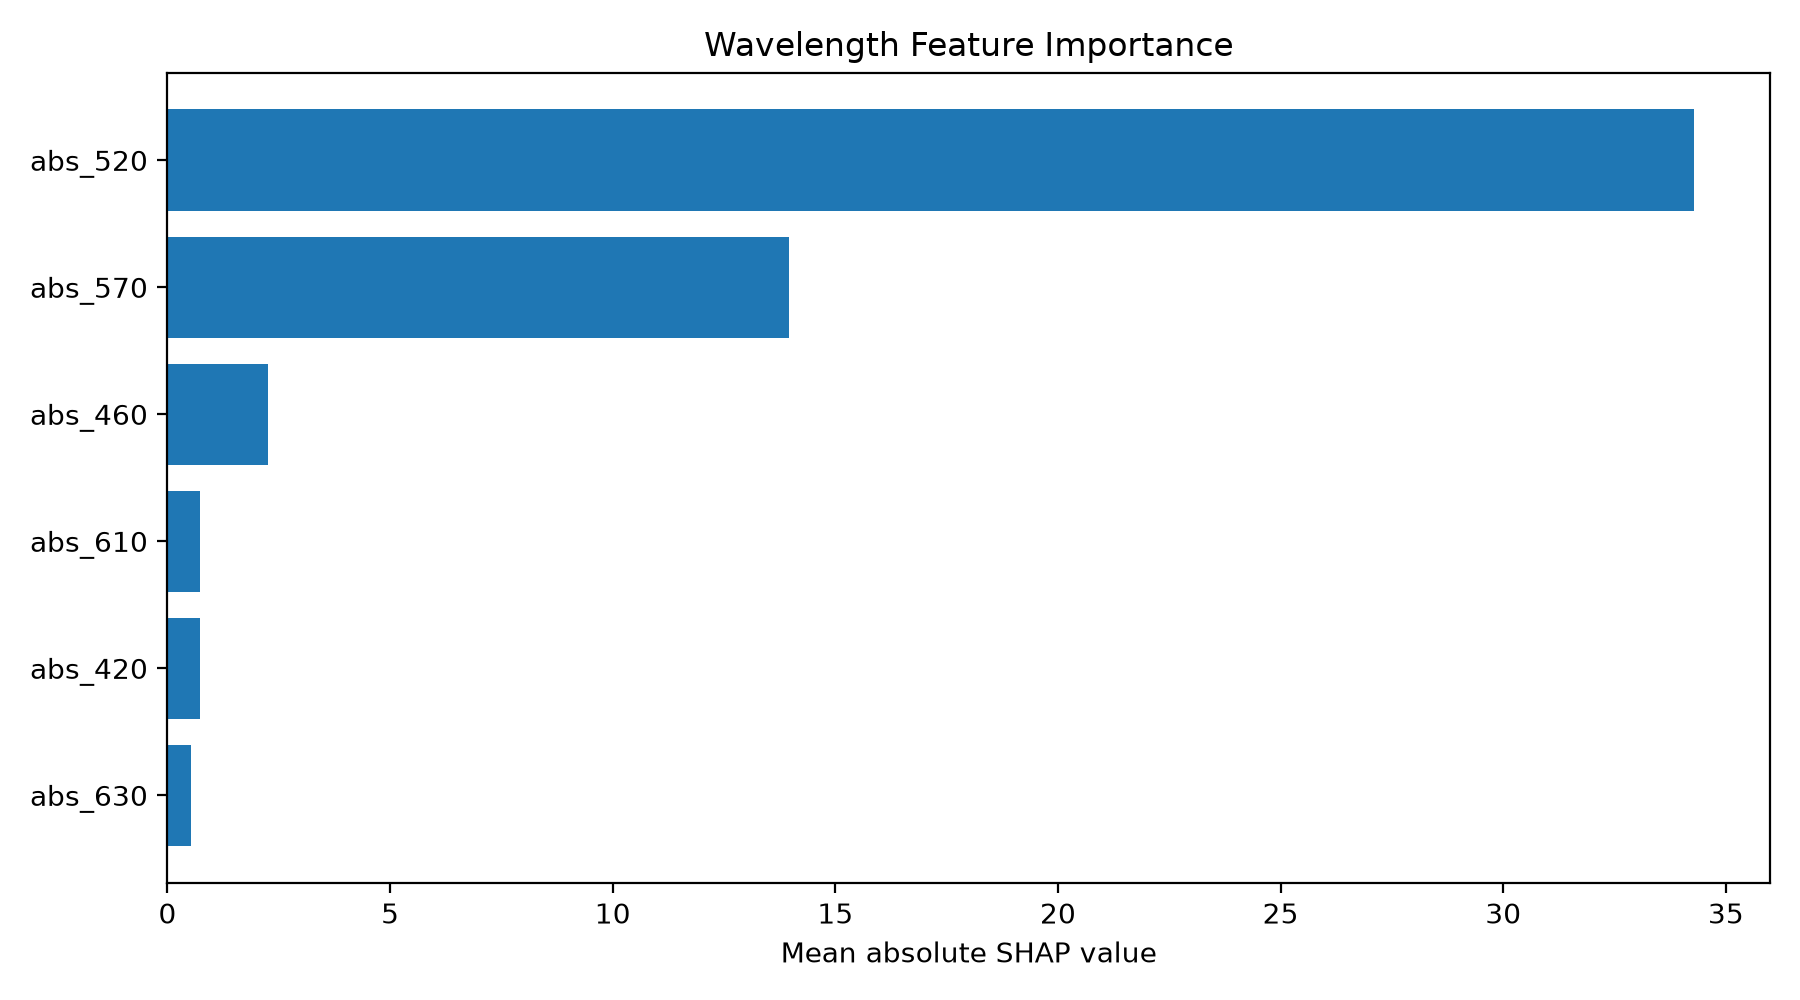 Wavelength Feature Importance
abs_520
abs_570
abs_460
abs_610
abs_420
abs_630
0 5 10 15 20 25 30 35
Mean absolute SHAP value